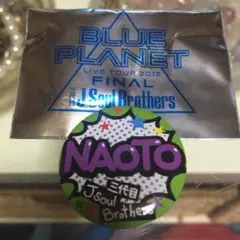 BLUE
PLANET
LIVE TOUR 2015
FINAL
三代目 J Soul Brothers
NAOTO
三代目
J Soul
Brothers